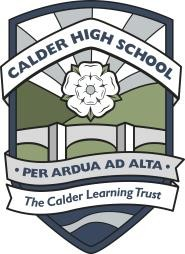 CALDER HIGH SCHOOL
• PER ARDUA AD ALTA •
The Calder Learning Trust